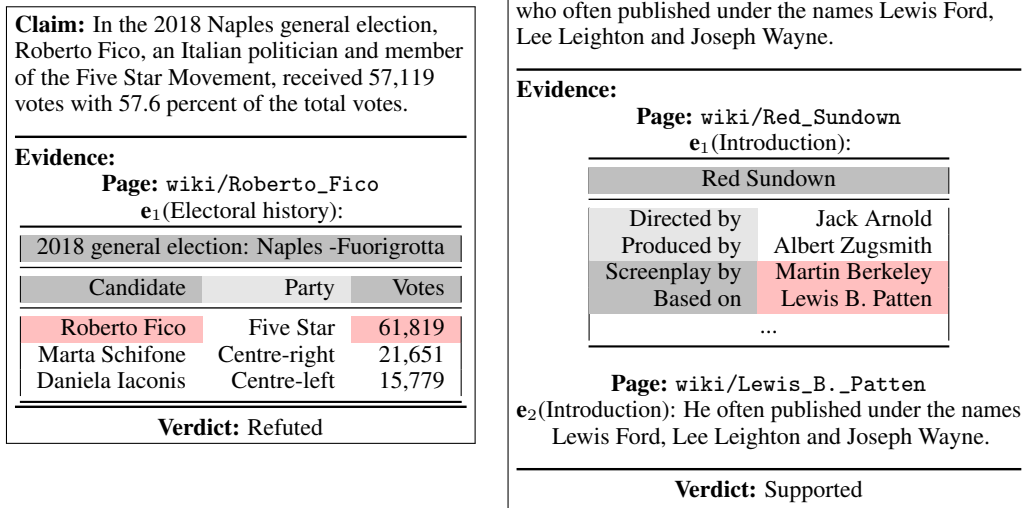 Claim: In the 2018 Naples general election,
Roberto Fico, an Italian politician and member
of the Five Star Movement, received 57,119
votes with 57.6 percent of the total votes.
Evidence:
Page: wiki/Roberto_Fico
e1(Electoral history):
2018 general election: Naples -Fuorigrotta
Candidate Party Votes
Roberto Fico Five Star 61,819
Marta Schifone Centre-right 21,651
Daniela Iaconis Centre-left 15,779
Verdict: Refuted
who often published under the names Lewis Ford,
Lee Leighton and Joseph Wayne.
Evidence:
Page: wiki/Red_Sundown
e1(Introduction):
Red Sundown
Directed by Jack Arnold
Produced by Albert Zugsmith
Screenplay by Martin Berkeley
Based on Lewis B. Patten
...
Page: wiki/Lewis_B._Patten
e2(Introduction): He often published under the names
Lewis Ford, Lee Leighton and Joseph Wayne.
Verdict: Supported